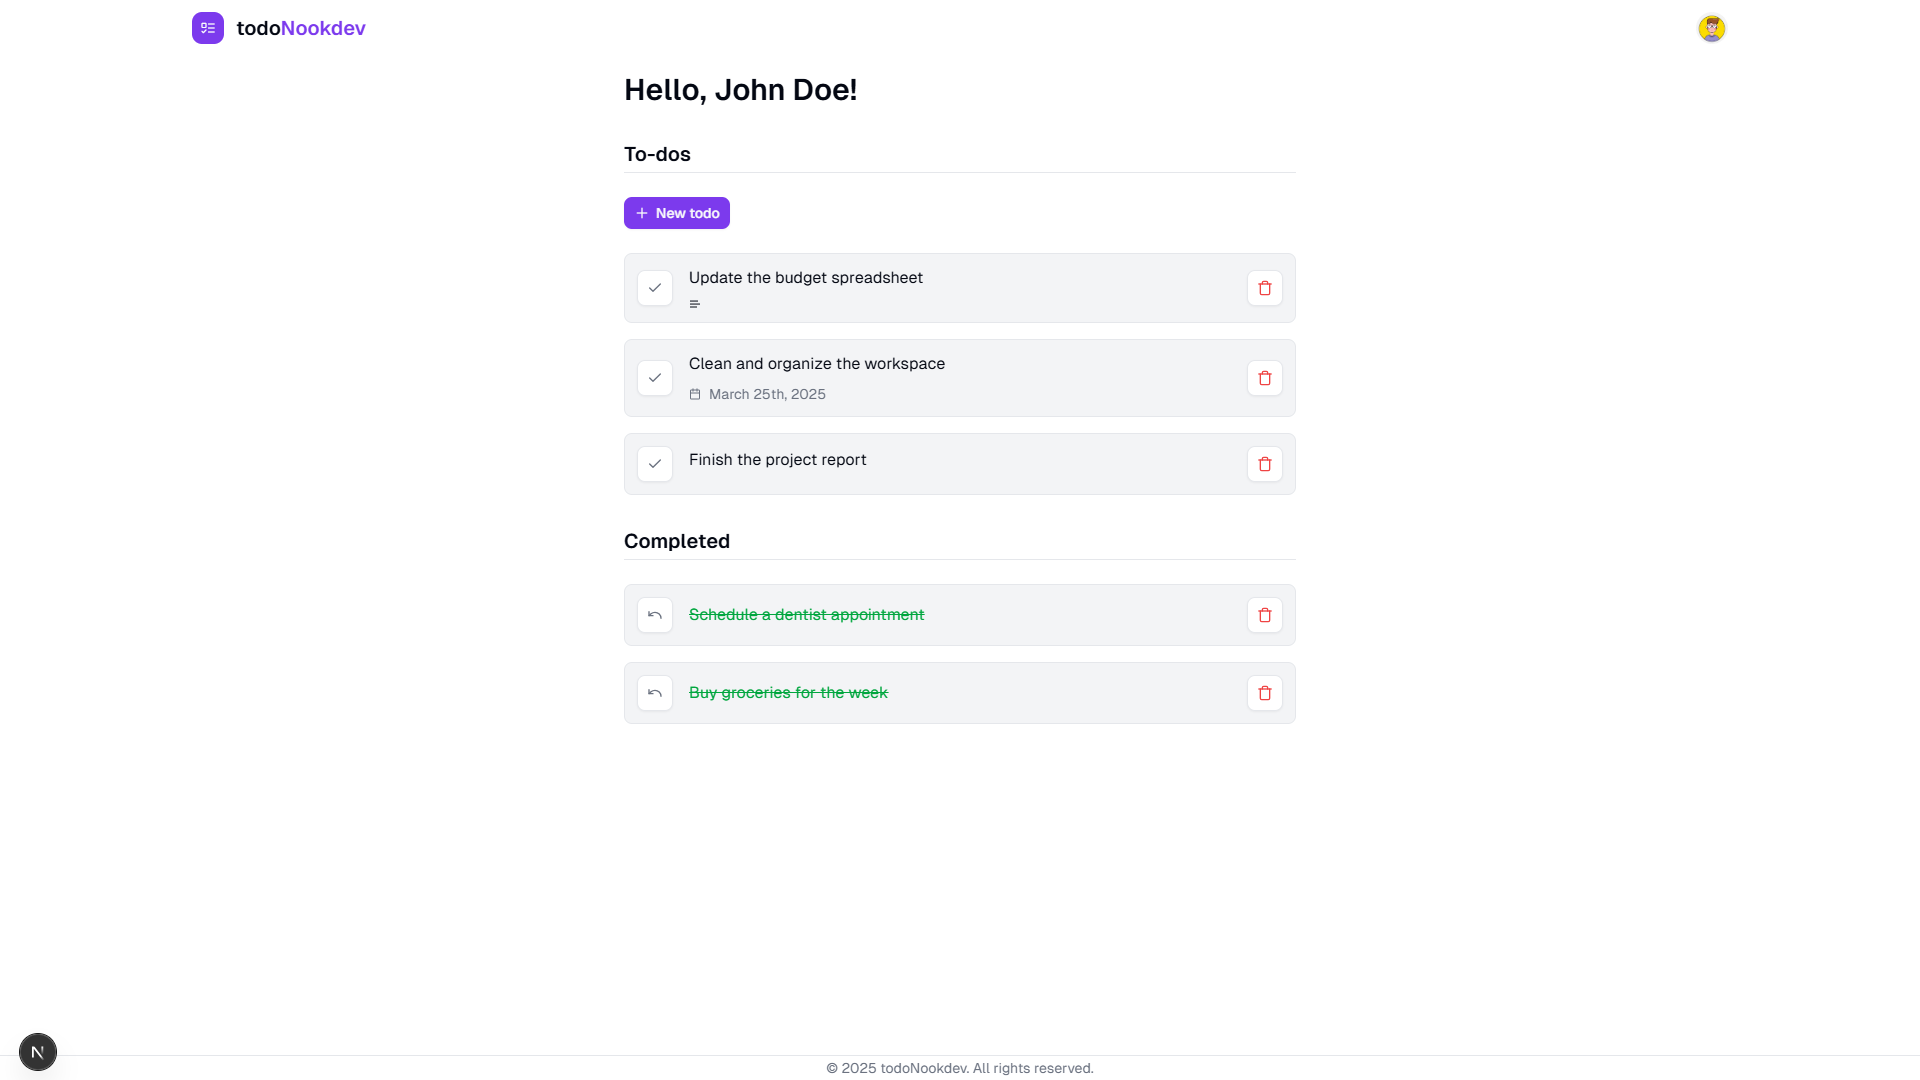 todoNookdev
Hello, John Doe!
To-dos
New todo
Update the budget spreadsheet
Clean and organize the workspace
March 25th, 2025
Finish the project report
Completed
Schedule a dentist appointment
Buy groceries for the week
N
© 2025 todoNookdev. All rights reserved.